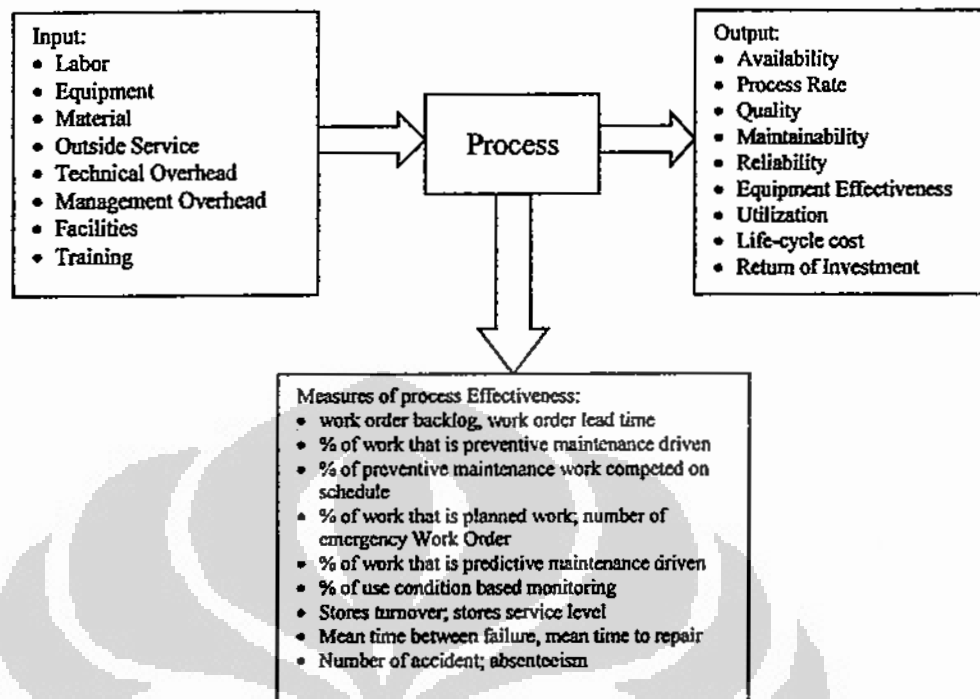 Input:
• Labor
• Equipment
• Material
• Outside Service
• Technical Overhead
• Management Overhead
• Facilities
• Training
Process
Output:
• Availability
• Process Rate
• Quality
• Maintainability
• Reliability
• Equipment Effectiveness
• Utilization
• Life-cycle cost
• Return of Investment
Measures of process Effectiveness:
• work order backlog, work order lead time
• % of work that is preventive maintenance driven
• % of preventive maintenance work competed on
schedule
• % of work that is planned work; number of
emergency Work Order
• % of work that is predictive maintenance driven
• % of use condition based monitoring
• Stores turnover; stores service level
• Mean time between failure, mean time to repair
• Number of accident; absenteeism